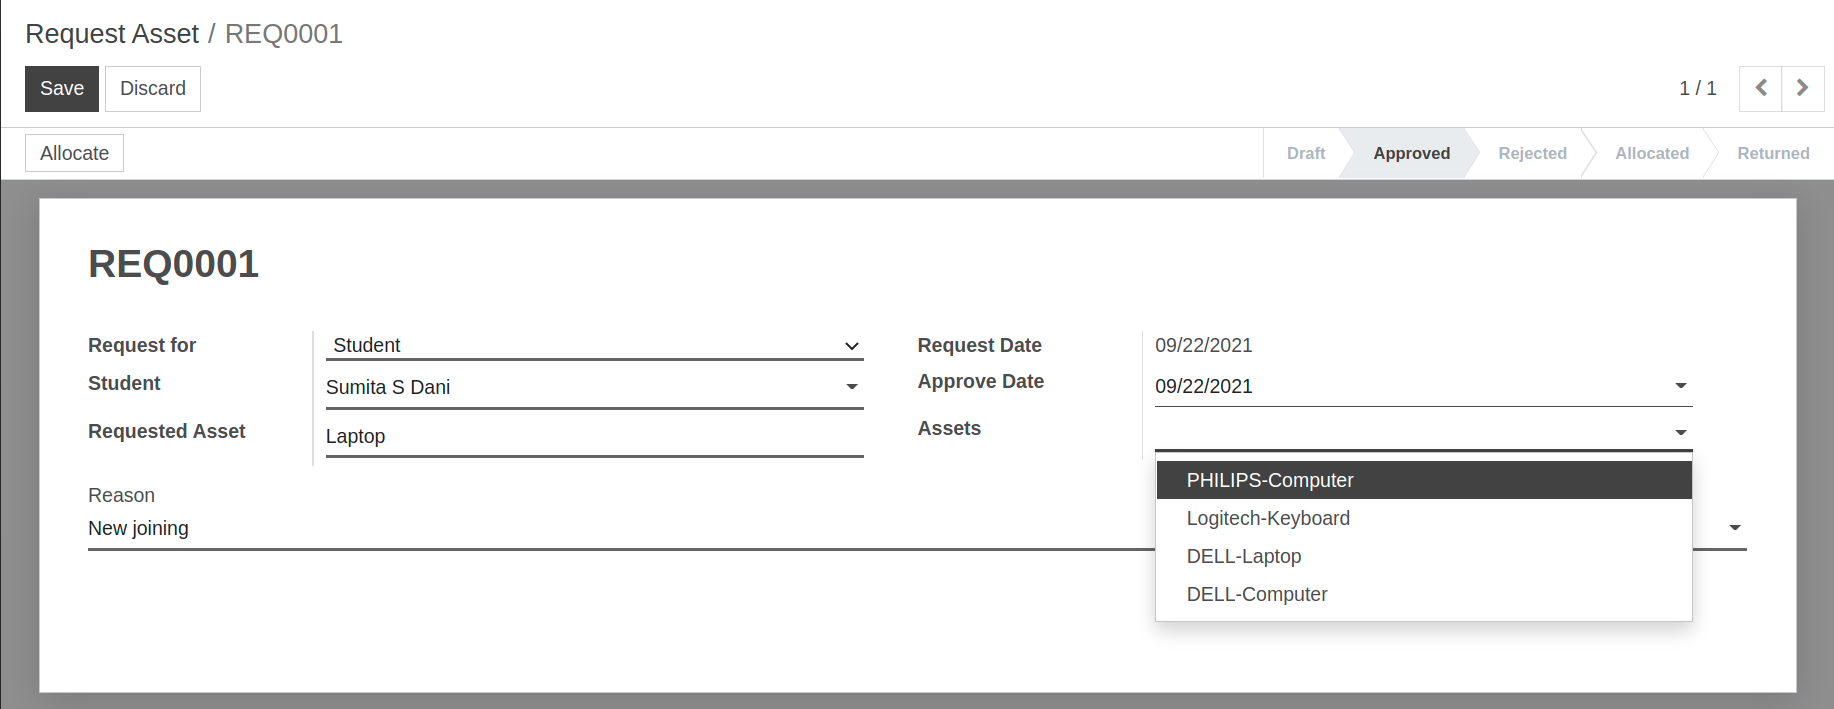 Request Asset / REQ0001
Save Discard 1 / 1
Allocate Draft Approved Rejected Allocated Returned
REQ0001
Request for Student Request Date 09/22/2021
Student Sumita S Dani Approve Date 09/22/2021
Requested Asset Laptop Assets
PHILIPS-Computer
Logitech-Keyboard
DELL-Laptop
DELL-Computer
Reason
New joining